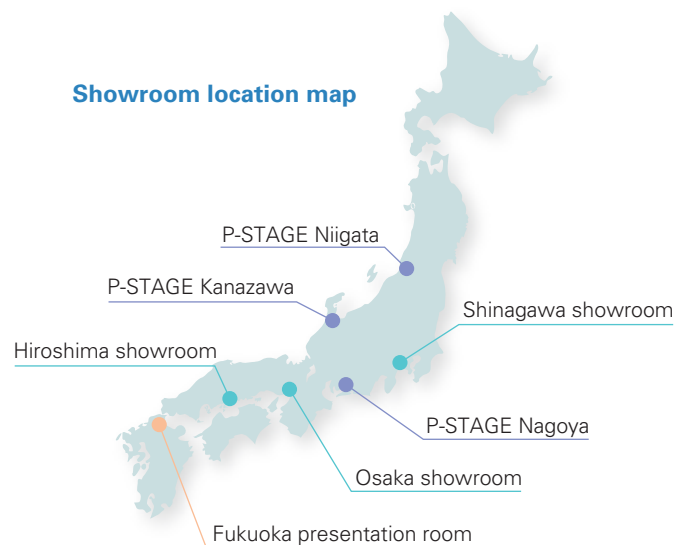 Showroom location map
P-STAGE Niigata
P-STAGE Kanazawa
Shinagawa showroom
Hiroshima showroom
P-STAGE Nagoya
Osaka showroom
Fukuoka presentation room